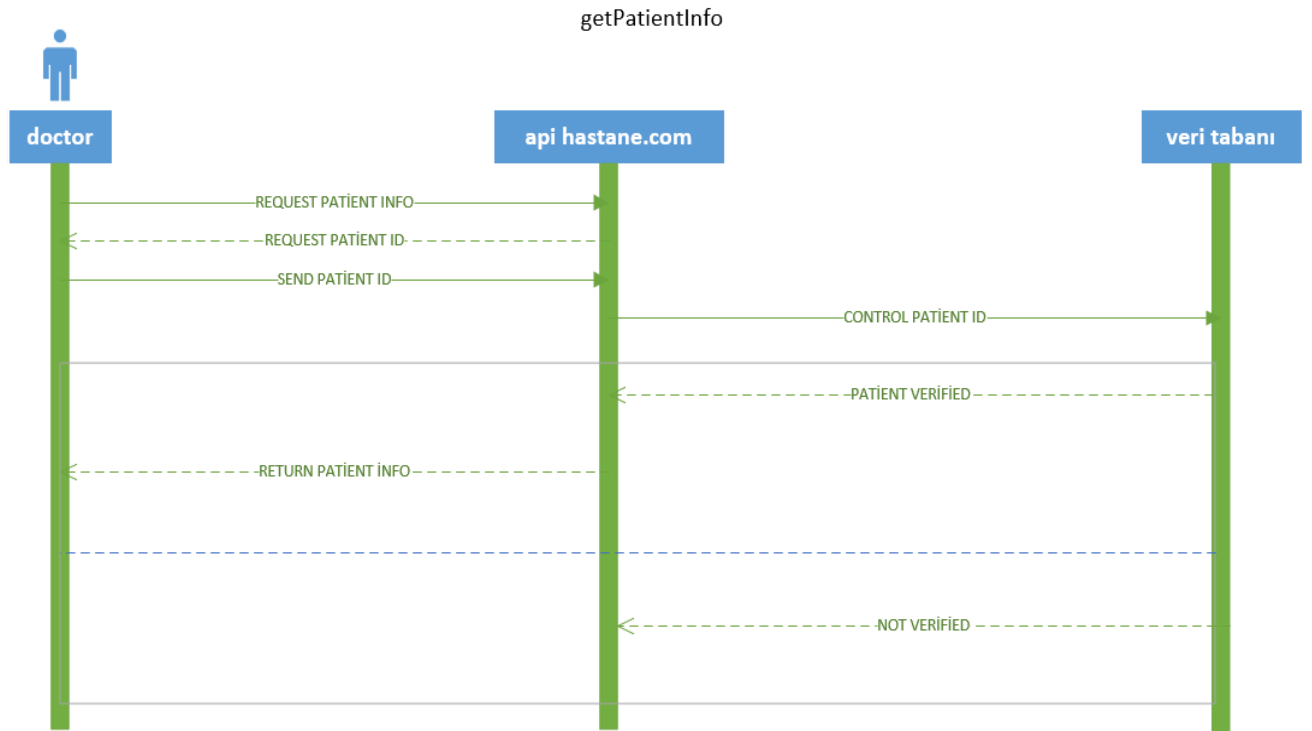 getPatientInfo
doctor
api hastane.com
veri tabanı
REQUEST PATİENT INFO
REQUEST PATİENT ID
SEND PATİENT ID
CONTROL PATİENT ID
PATİENT VERİFİED
RETURN PATİENT İNFO
NOT VERİFİED